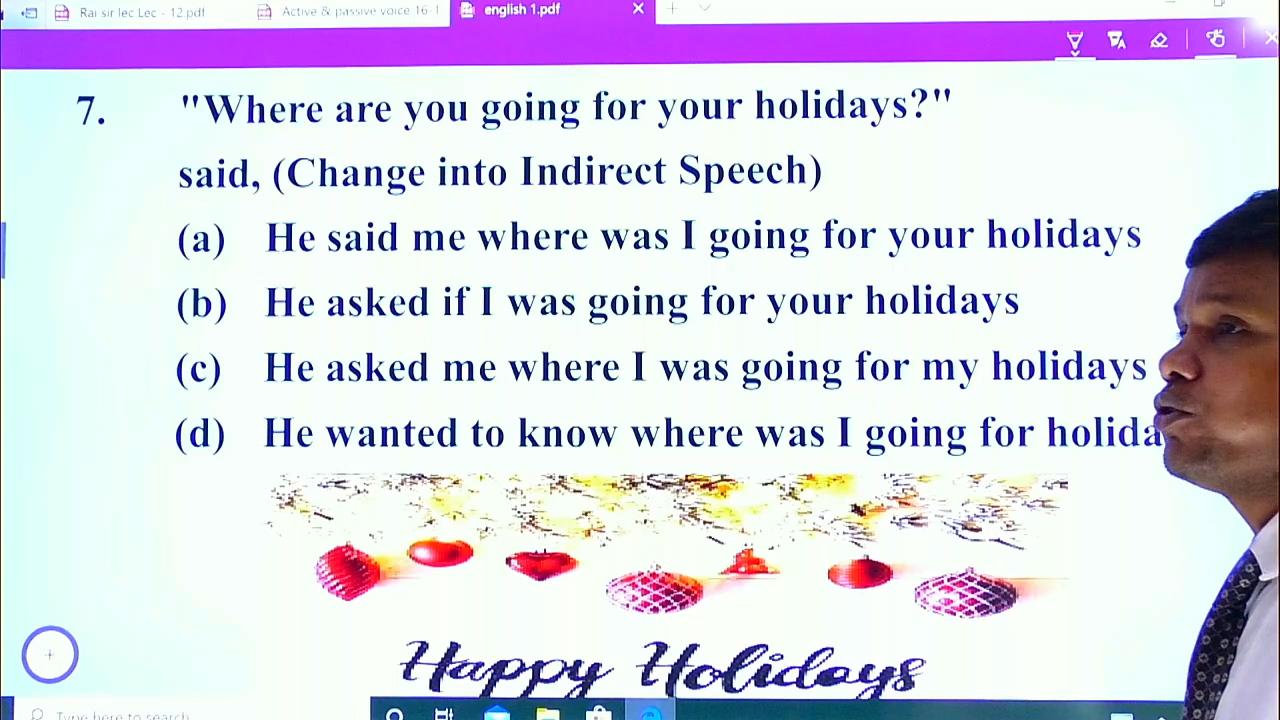 Rai sir lec Lec - 12.pdf
Active & passive voice 16-1
english 1.pdf
7. "Where are you going for your holidays?"
said, (Change into Indirect Speech)
(a) He said me where was I going for your holidays
(b) He asked if I was going for your holidays
(c) He asked me where I was going for my holidays
(d) He wanted to know where was I going for holida
Happy Holidays
Type here to search